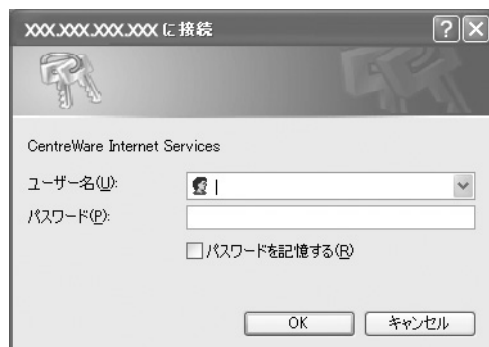 xxx.xxx.xxx.xxx に接続
CentreWare Internet Services
ユーザー名(U):
パスワード(P):
パスワードを記憶する(R)
OK キャンセル